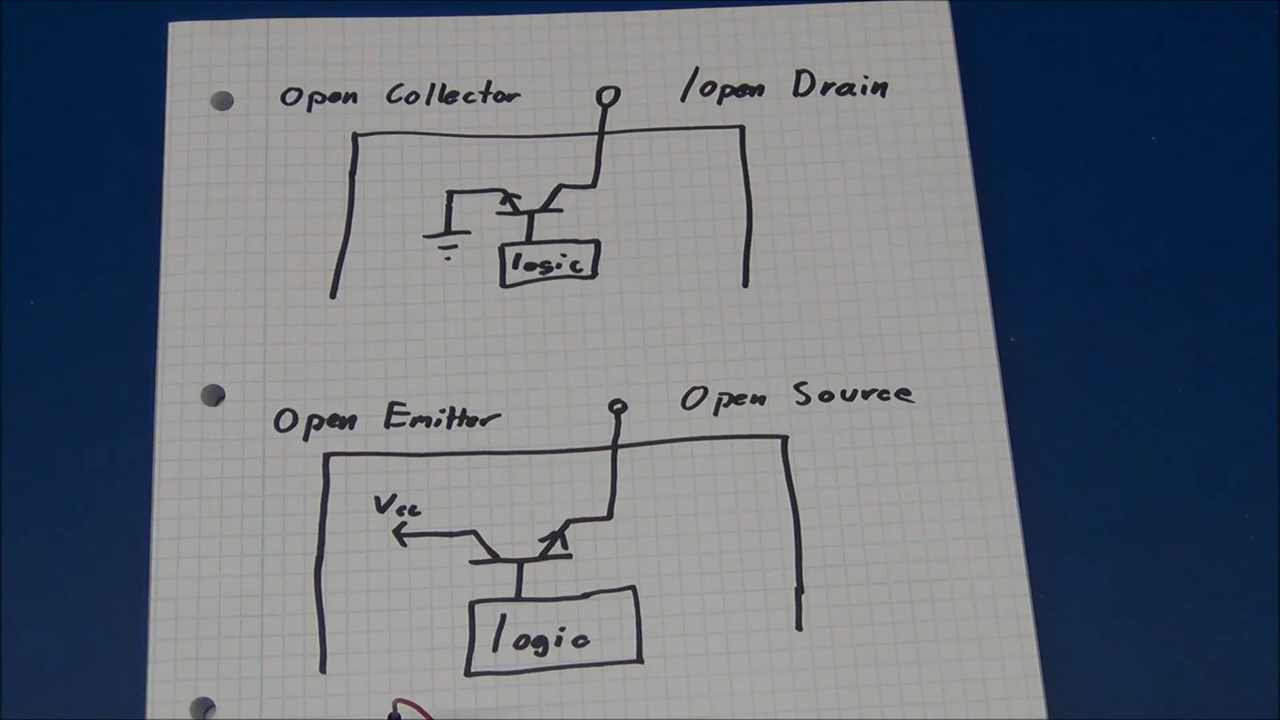 Open Collector /open Drain
logic
Open Emitter Open Source
Vcc
logic